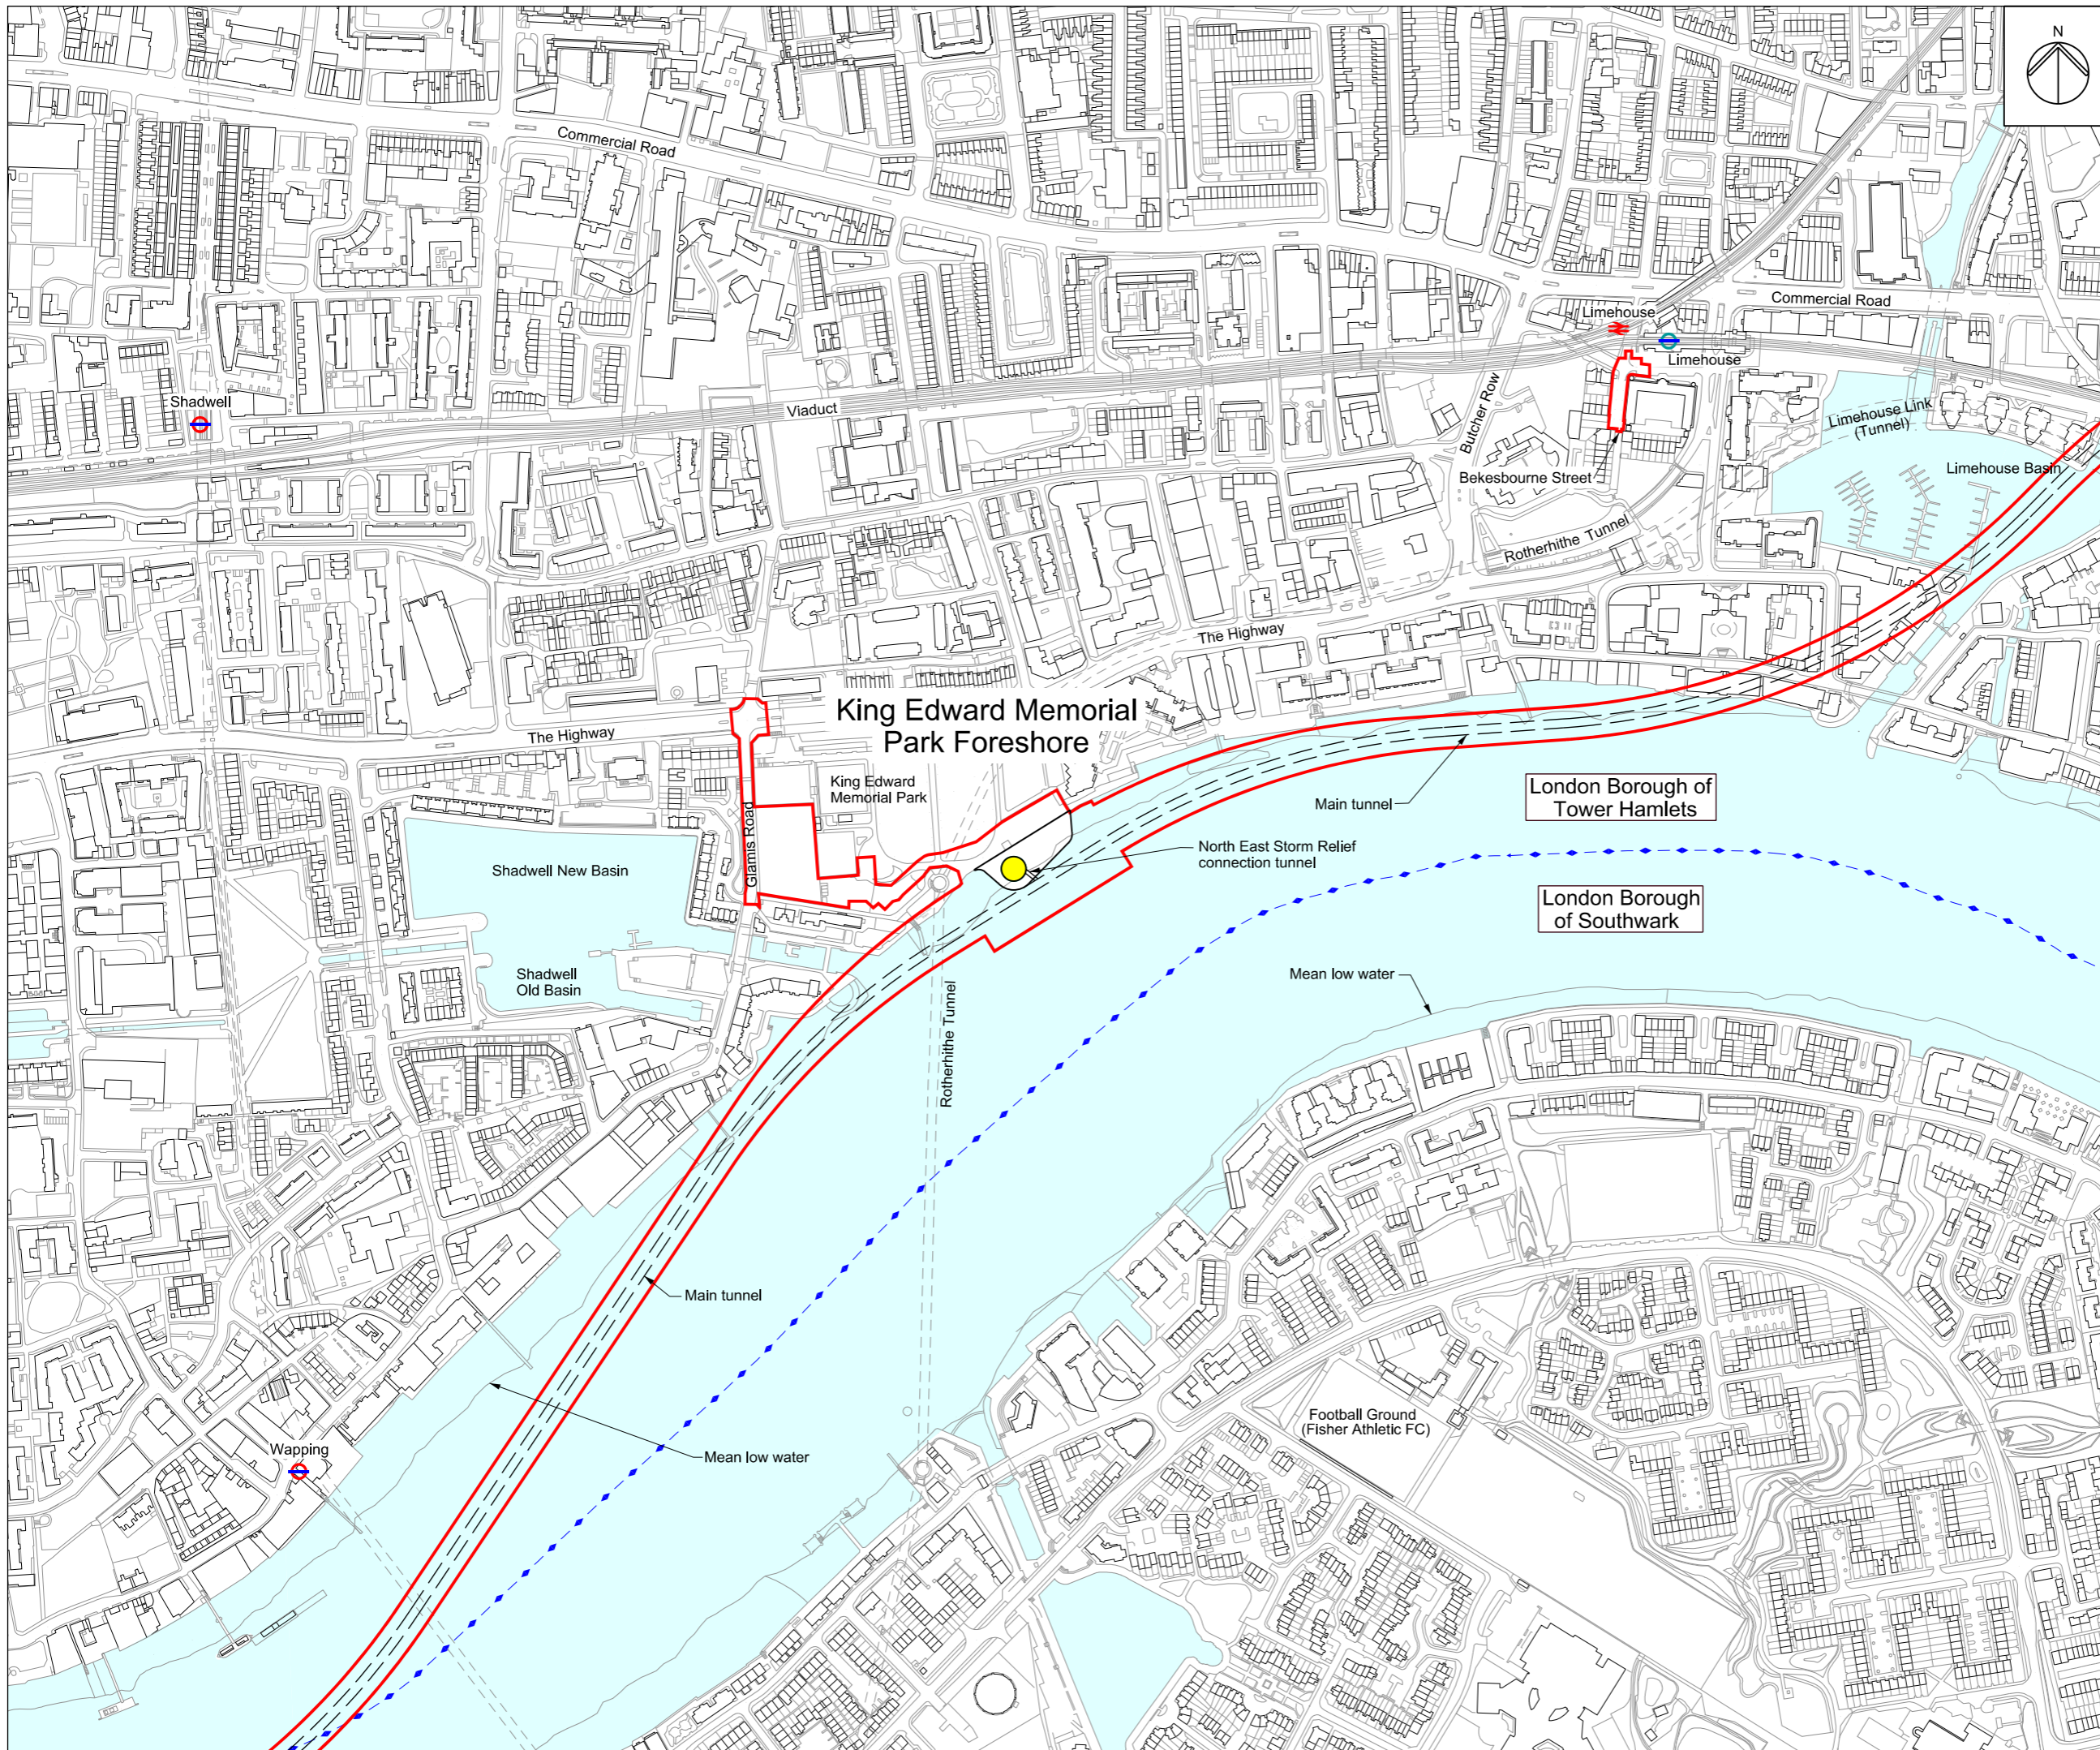 N
Commercial Road
Limehouse
Commercial Road
Limehouse
Shadwell
Viaduct
Butcher Row
Limehouse Link
(Tunnel)
Bekesbourne Street
Limehouse Basin
Rotherhithe Tunnel
The Highway
King Edward Memorial
Park Foreshore
The Highway
King Edward
Memorial Park
Glamis Road
Main tunnel
London Borough of
Tower Hamlets
North East Storm Relief
connection tunnel
Shadwell New Basin
London Borough
of Southwark
Shadwell
Old Basin
Mean low water
Rotherhithe Tunnel
Main tunnel
Football Ground
(Fisher Athletic FC)
Wapping
Mean low water